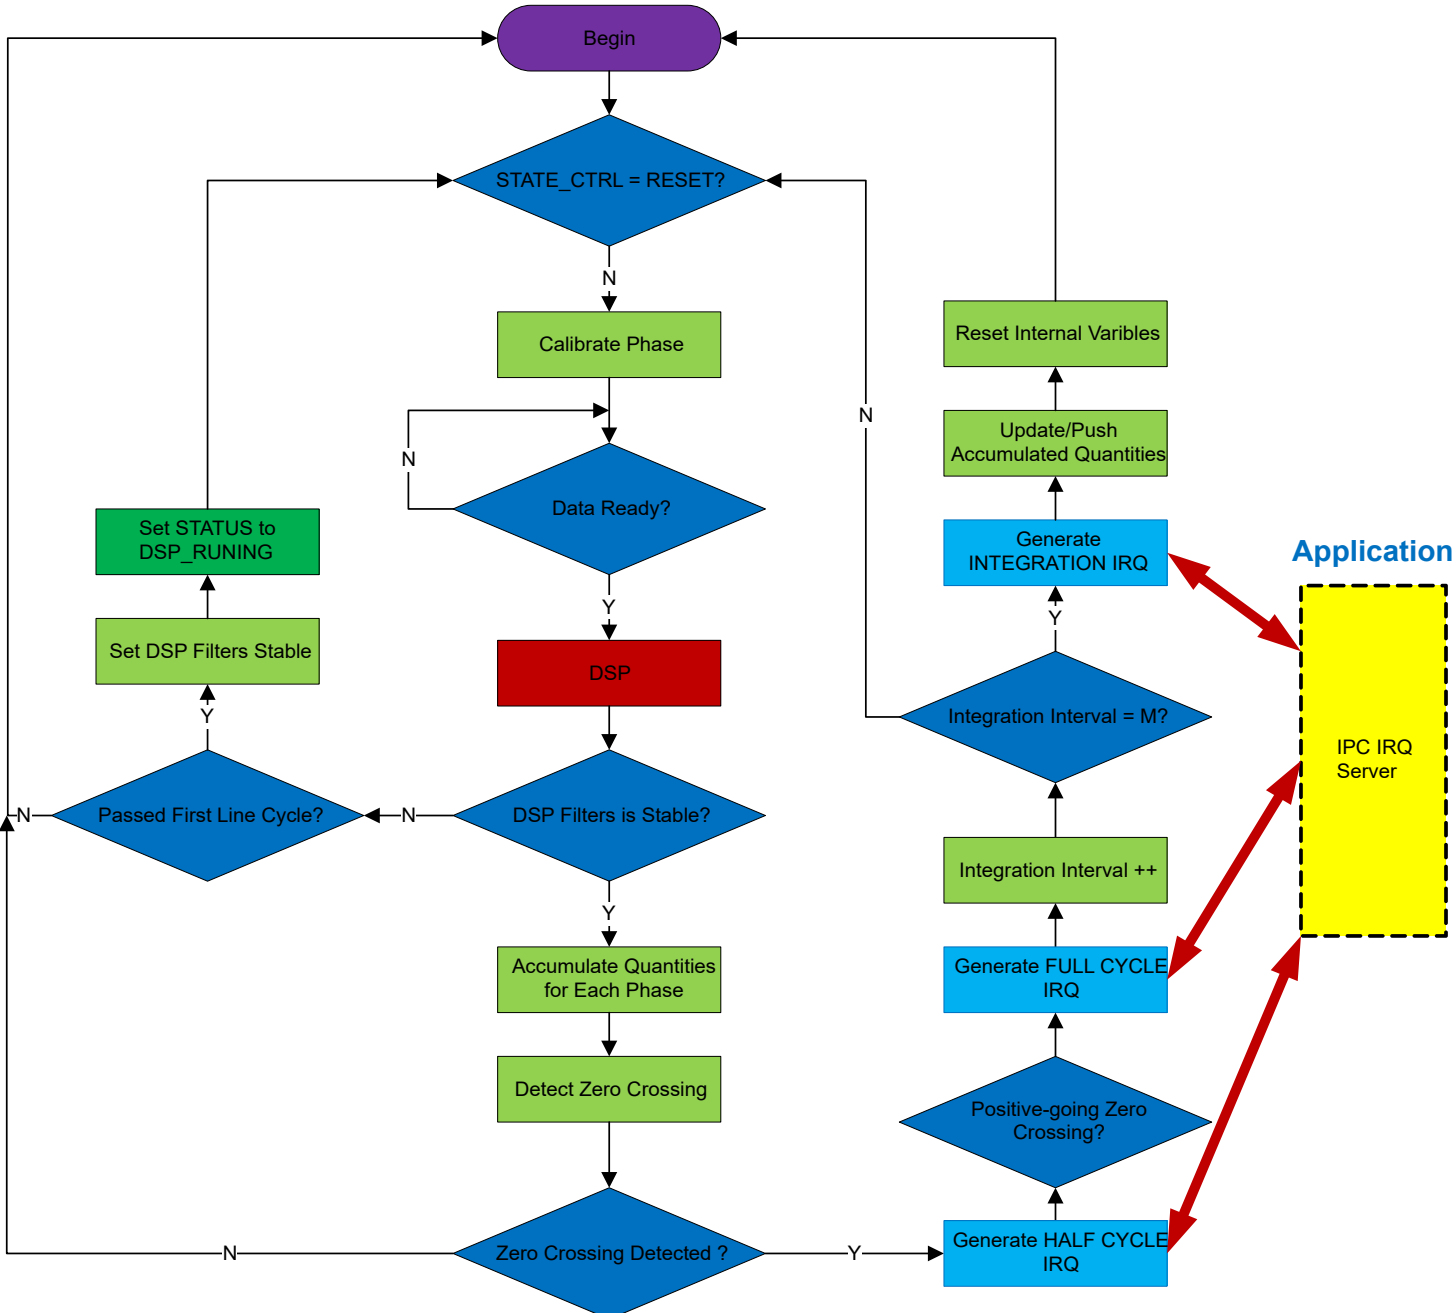 Begin
STATE_CTRL = RESET?
N
Calibrate Phase
N
Data Ready?
Y
DSP
DSP Filters is Stable?
N
Passed First Line Cycle?
N
Y
Set DSP Filters Stable
Set STATUS to
DSP_RUNING
Y
Accumulate Quantities
for Each Phase
Detect Zero Crossing
Zero Crossing Detected ?
N
Y
Generate HALF CYCLE
IRQ
Positive-going Zero
Crossing?
Generate FULL CYCLE
IRQ
Integration Interval ++
Integration Interval = M?
N
Y
Generate
INTEGRATION IRQ
Update/Push
Accumulated Quantities
Reset Internal Varibles
Application
IPC IRQ
Server